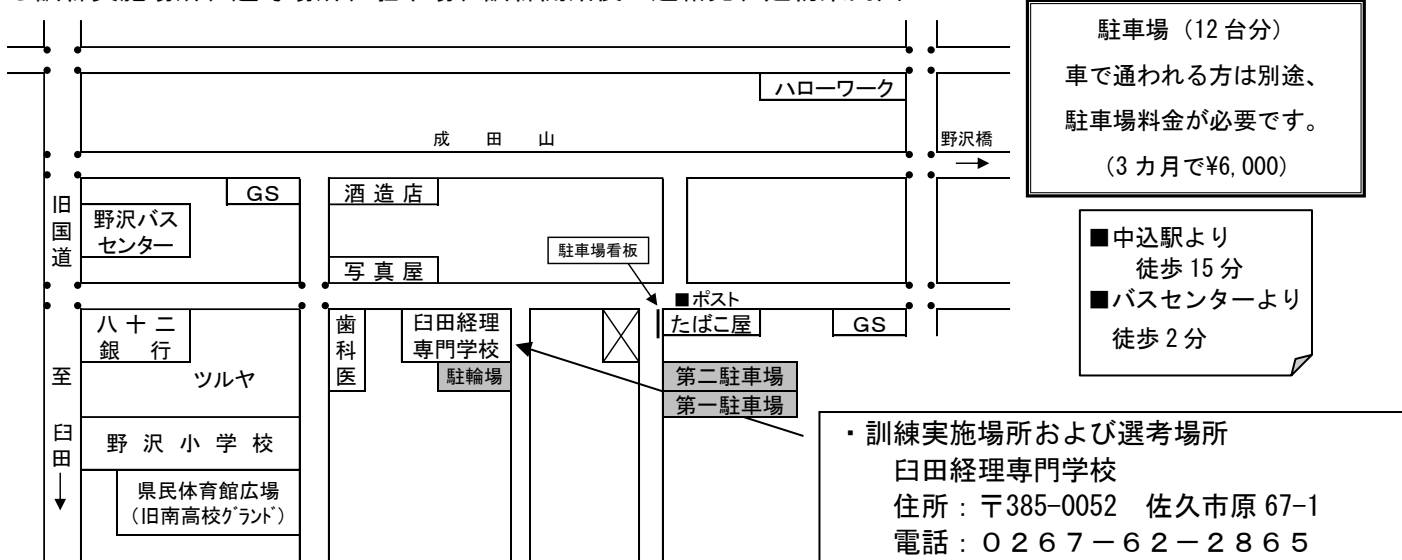 駐車場（12台分）
車で通われる方は別途、
駐車場料金が必要です。
（3カ月で¥6,000）
ハローワーク
成田山
野沢橋
→
旧国道
GS
野沢バス
センター
酒造店
写真屋
駐車場看板
■ポスト
たばこ屋
GS
■中込駅より
徒歩15分
■バスセンターより
徒歩2分
八十二
銀行
ツルヤ
歯科医
臼田経理
専門学校
駐輪場
第二駐車場
第一駐車場
至臼田
野沢小学校
県民体育館広場
（旧南高校グランド）
・訓練実施場所および選考場所
臼田経理専門学校
住所：〒385-0052　佐久市原67-1
電話：０２６７－６２－２８６５